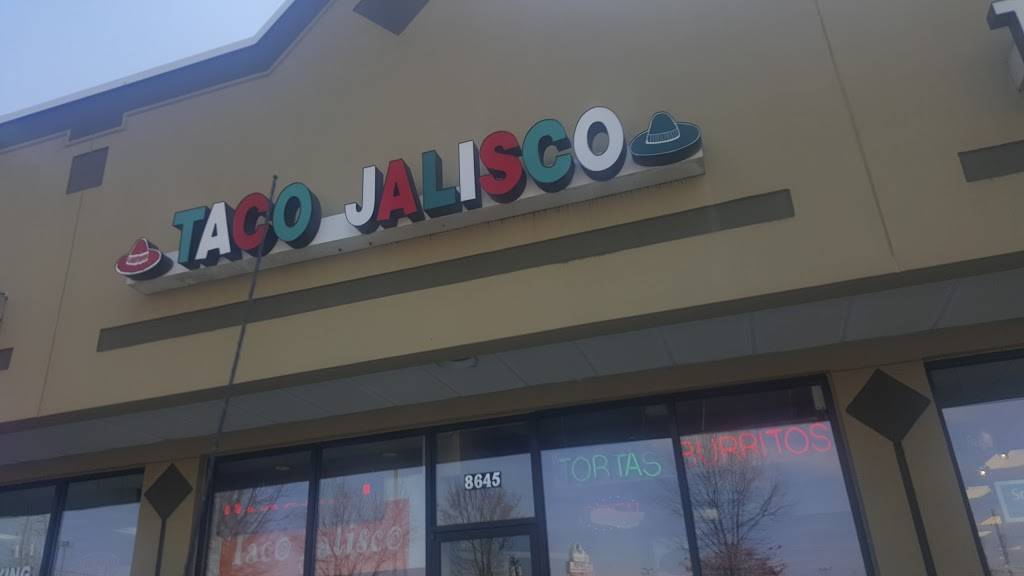 TACO JALISCO
8645
TORTAS
BURRITOS
Taco Jalisco